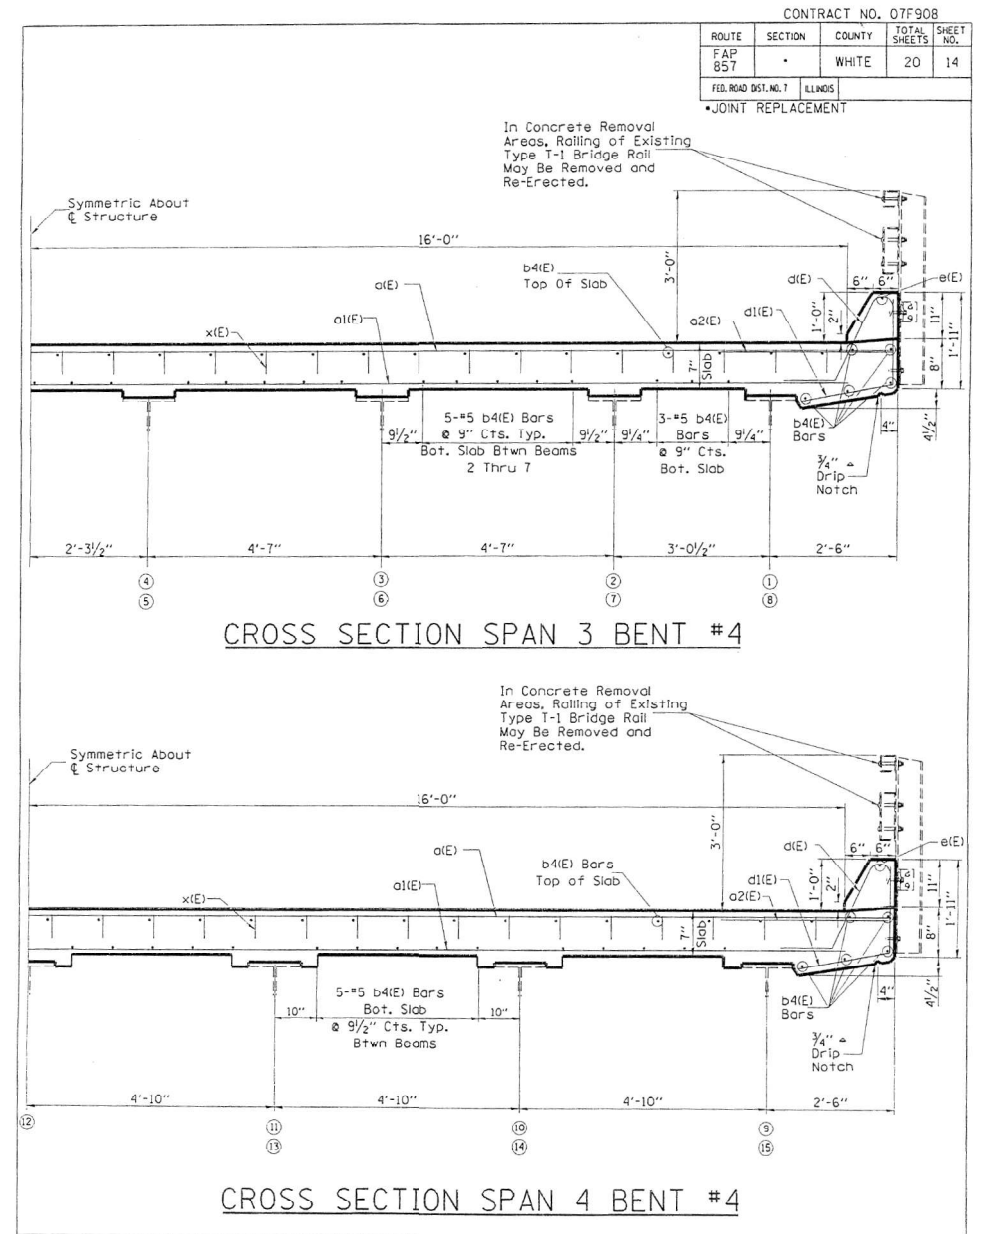 CONTRACT NO. 07F908
ROUTE SECTION COUNTY TOTAL SHEETS SHEET NO.
FAP 857 • WHITE 20 14
FED. ROAD DIST. NO. 7 ILLINOIS
•JOINT REPLACEMENT
In Concrete Removal
Areas, Railing of Existing
Type T-1 Bridge Rail
May Be Removed and
Re-Erected.
Symmetric About
℄ Structure
16'-0"
3'-0"
b4(E)
Top Of Slab
a(E)
a1(E)
x(E)
a2(E)
d1(E)
d(E)
6" 6"
e(E)
1'-0"
2"
11"
1'-11"
8"
7"
Slab
4½"
4"
b4(E)
Bars
¾" △
Drip
Notch
9½"
5-#5 b4(E) Bars
@ 9" Cts. Typ.
Bot. Slab Btwn Beams
2 Thru 7
9½"
9¼"
3-#5 b4(E)
Bars
@ 9" Cts.
Bot. Slab
9¼"
2'-3½" 4'-7" 4'-7" 3'-0½" 2'-6"
4 3 2 1
5 6 7 8
CROSS SECTION SPAN 3 BENT #4
In Concrete Removal
Areas, Railing of Existing
Type T-1 Bridge Rail
May Be Removed and
Re-Erected.
Symmetric About
℄ Structure
16'-0"
3'-0"
a(E)
b4(E) Bars
Top of Slab
a1(E)
x(E)
d1(E)
a2(E)
d(E)
6" 6"
e(E)
1'-0"
2"
11"
1'-11"
8"
7"
Slab
4½"
4"
b4(E)
Bars
¾" △
Drip
Notch
10"
5-#5 b4(E) Bars
Bot. Slab
@ 9½" Cts. Typ.
Btwn Beams
10"
4'-10" 4'-10" 4'-10" 2'-6"
12 11 10 9
13 14 15
CROSS SECTION SPAN 4 BENT #4